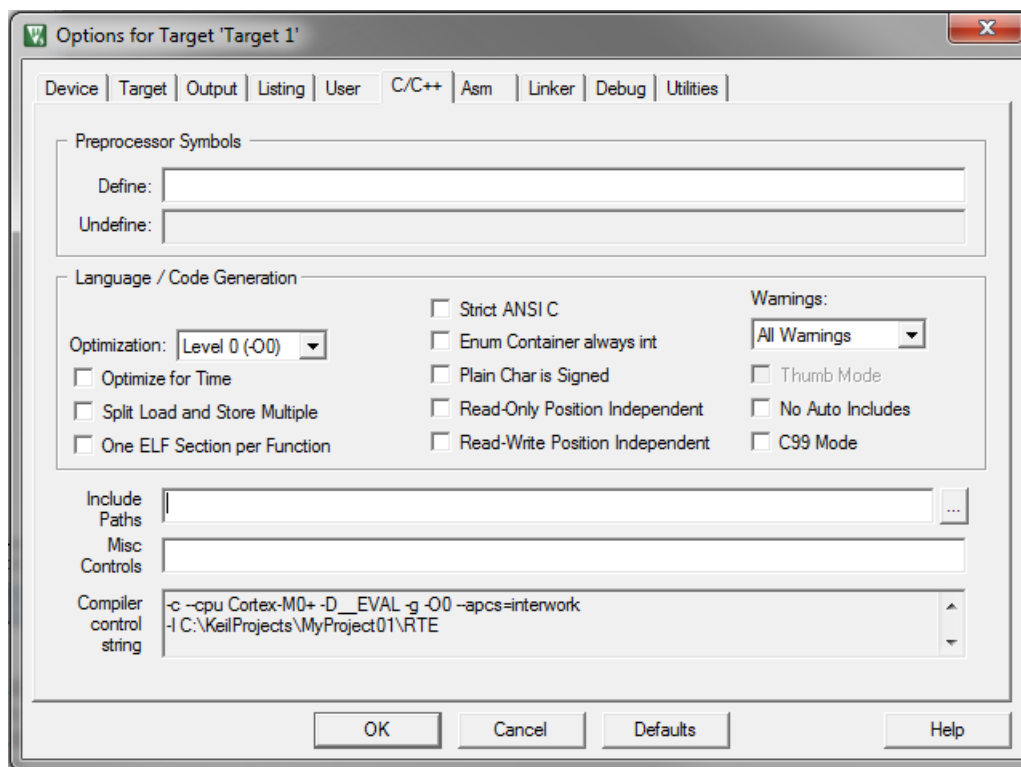 Options for Target 'Target 1'
Device
Target
Output
Listing
User
C/C++
Asm
Linker
Debug
Utilities
Preprocessor Symbols
Define:
Undefine:
Language / Code Generation
Optimization: Level 0 (-O0)
Optimize for Time
Split Load and Store Multiple
One ELF Section per Function
Strict ANSI C
Enum Container always int
Plain Char is Signed
Read-Only Position Independent
Read-Write Position Independent
Warnings:
All Warnings
Thumb Mode
No Auto Includes
C99 Mode
Include
Paths
...
Misc
Controls
Compiler
control
string
-c --cpu Cortex-M0+ -D__EVAL -g -O0 --apcs=interwork
-I C:\KeilProjects\MyProject01\RTE
OK
Cancel
Defaults
Help